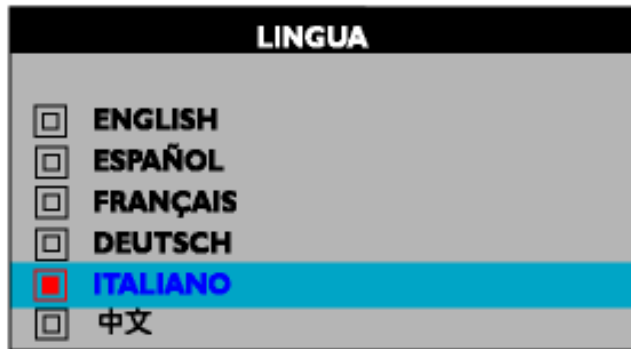 LINGUA
ENGLISH
ESPAÑOL
FRANÇAIS
DEUTSCH
ITALIANO
中文